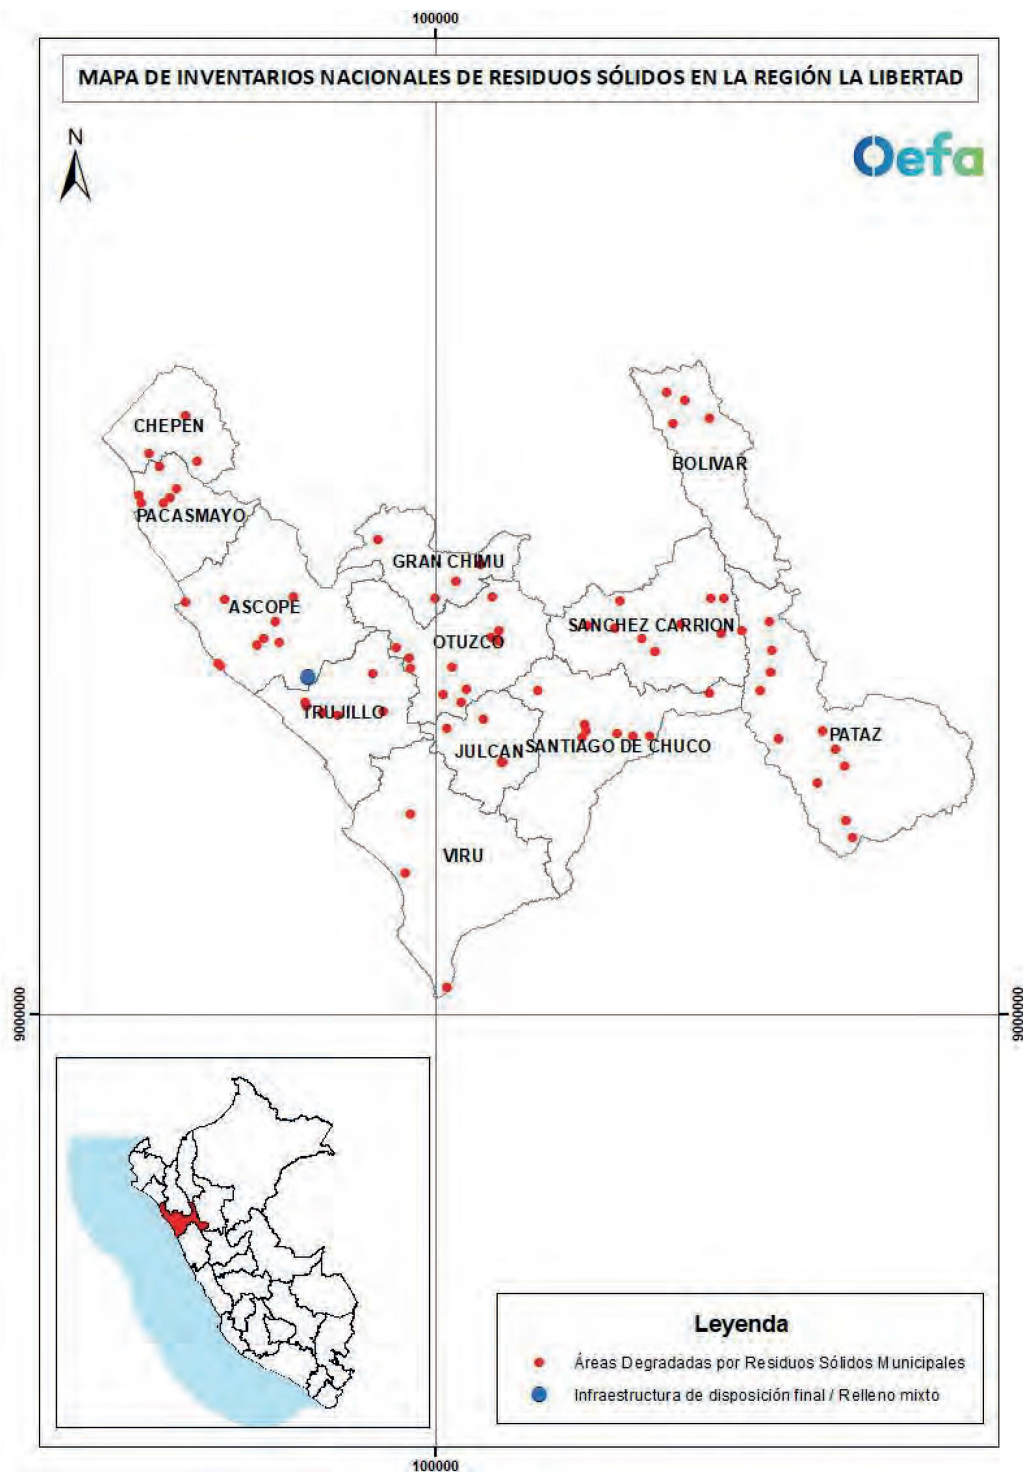 100000
MAPA DE INVENTARIOS NACIONALES DE RESIDUOS SÓLIDOS EN LA REGIÓN LA LIBERTAD
N
Oefa
CHEPEN
BOLIVAR
PACASMAYO
GRAN CHIMU
ASCOPE
SANCHEZ CARRION
OTUZCO
TRUJILLO
PATAZ
JULCAN
SANTIAGO DE CHUCO
VIRU
9000000
9000000
Leyenda
Áreas Degradadas por Residuos Sólidos Municipales
Infraestructura de disposición final / Relleno mixto
100000